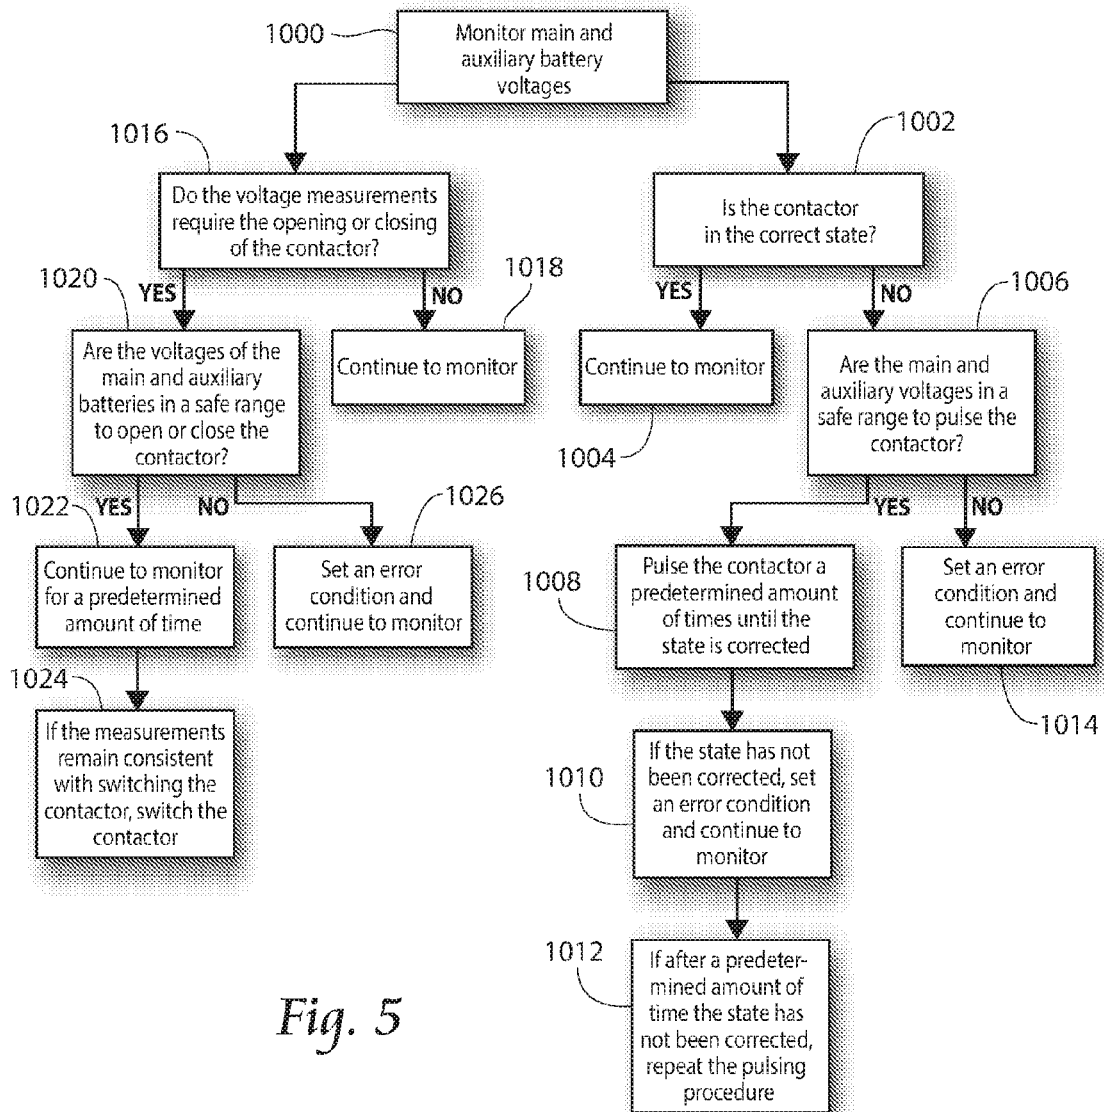 1000
Monitor main and
auxiliary battery
voltages
1016
Do the voltage measurements
require the opening or closing
of the contactor?
1002
Is the contactor
in the correct state?
YES
NO
YES
NO
1020
Are the voltages of the
main and auxiliary
batteries in a safe range
to open or close the
contactor?
1018
Continue to monitor
Continue to monitor
1004
1006
Are the main and
auxiliary voltages in a
safe range to pulse the
contactor?
YES
NO
YES
NO
1022
Continue to monitor
for a predetermined
amount of time
1026
Set an error
condition and
continue to monitor
1008
Pulse the contactor a
predetermined amount
of times until the
state is corrected
Set an error
condition and
continue to
monitor
1014
1024
If the measurements
remain consistent
with switching the
contactor, switch the
contactor
1010
If the state has not
been corrected, set
an error condition
and continue to
monitor
1012
If after a predeter-
mined amount of
time the state has
not been corrected,
repeat the pulsing
procedure
Fig. 5